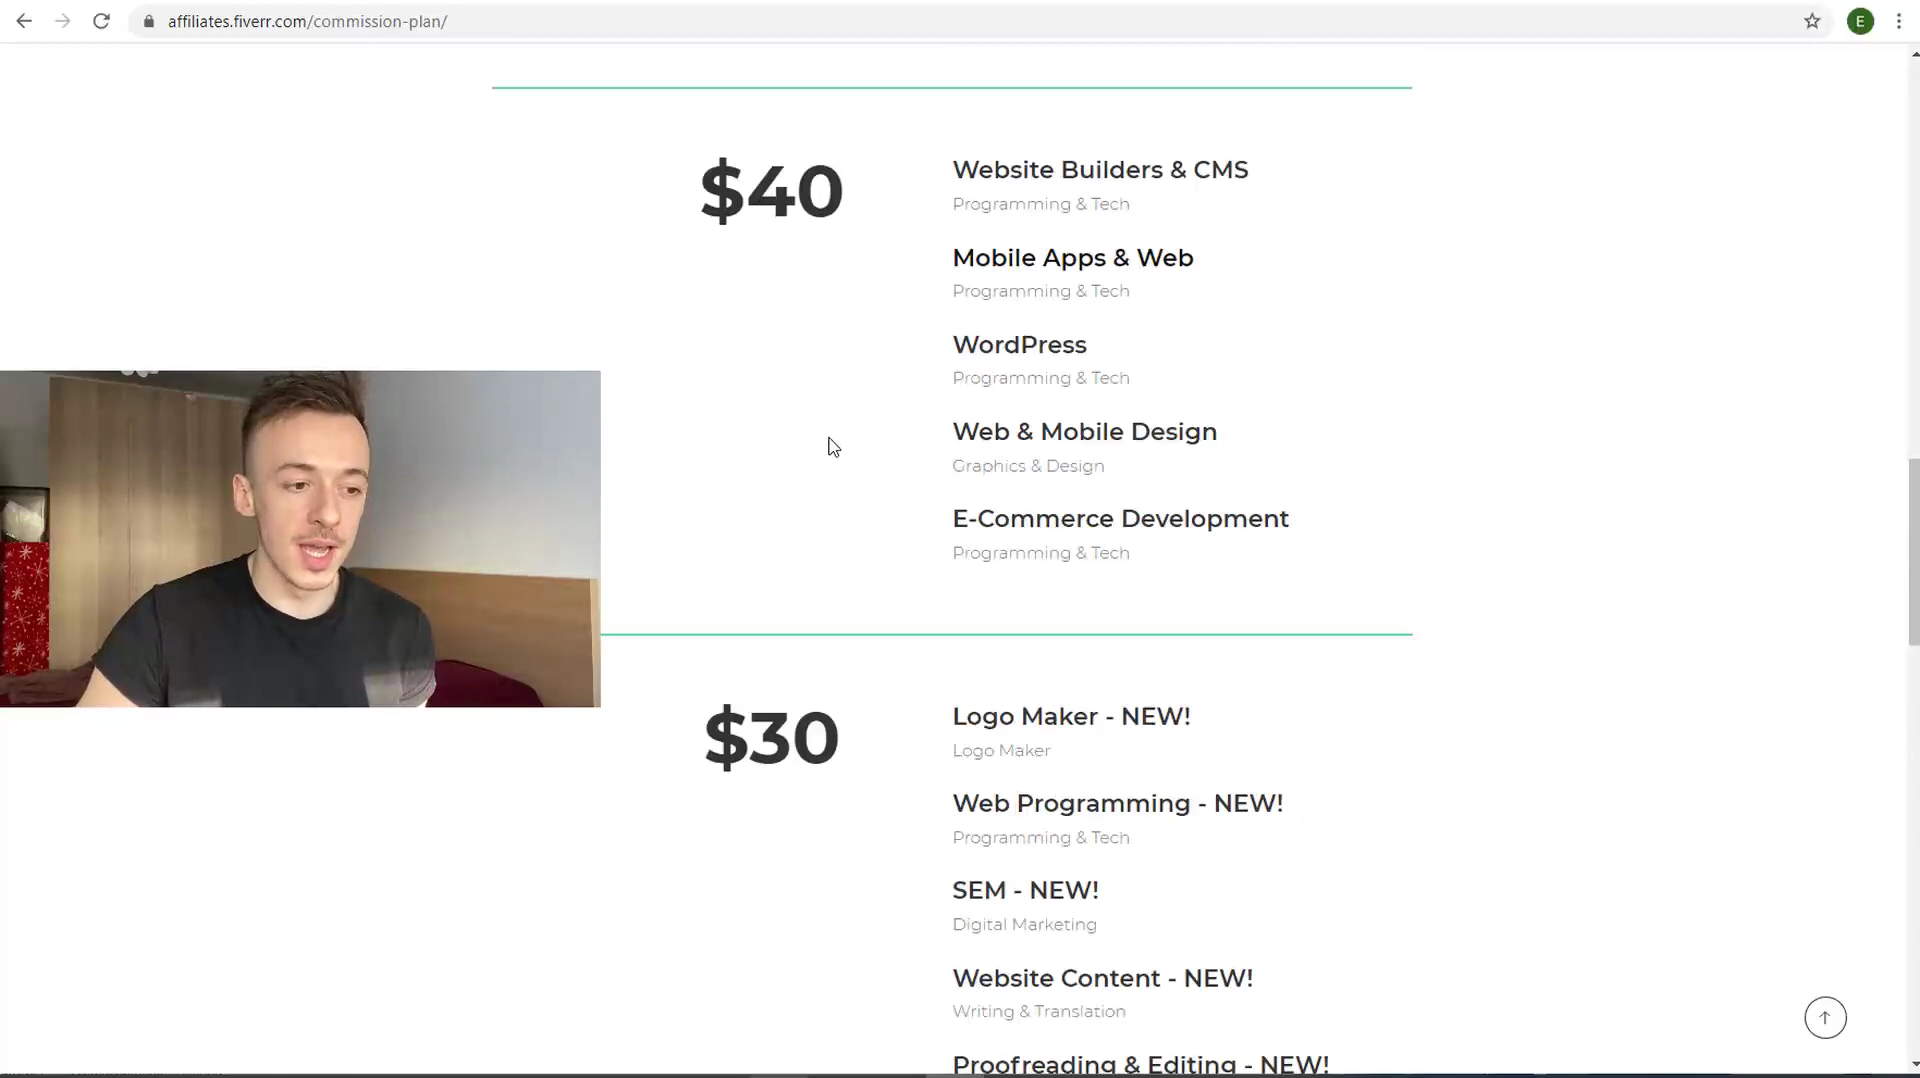 affiliates.fiverr.com/commission-plan/
E
$40
Website Builders & CMS
Programming & Tech
Mobile Apps & Web
Programming & Tech
WordPress
Programming & Tech
Web & Mobile Design
Graphics & Design
E-Commerce Development
Programming & Tech
$30
Logo Maker - NEW!
Logo Maker
Web Programming - NEW!
Programming & Tech
SEM - NEW!
Digital Marketing
Website Content - NEW!
Writing & Translation
Proofreading & Editing - NEW!